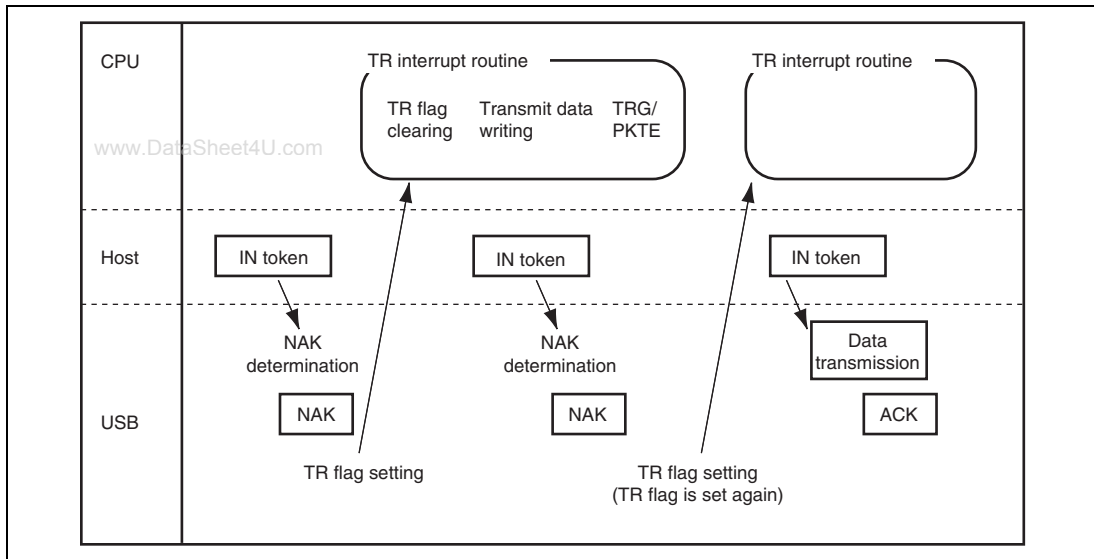 CPU
TR interrupt routine
TR flag
clearing
Transmit data
writing
TRG/
PKTE
TR interrupt routine
www.DataSheet4U.com
Host
IN token
IN token
IN token
USB
NAK
determination
NAK
NAK
determination
NAK
Data
transmission
ACK
TR flag setting
TR flag setting
(TR flag is set again)